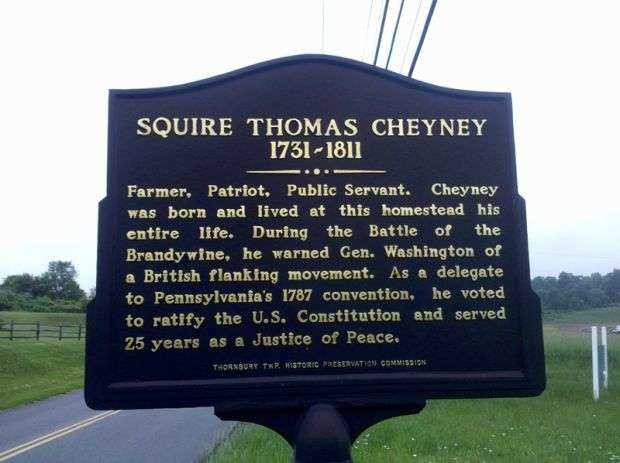 SQUIRE THOMAS CHEYNEY
1731~1811
Farmer, Patriot, Public Servant. Cheyney
was born and lived at this homestead his
entire life. During the Battle of the
Brandywine, he warned Gen. Washington of
a British flanking movement. As a delegate
to Pennsylvania's 1787 convention, he voted
to ratify the U.S. Constitution and served
25 years as a Justice of Peace.
THORNBURY TWP. HISTORIC PRESERVATION COMMISSION